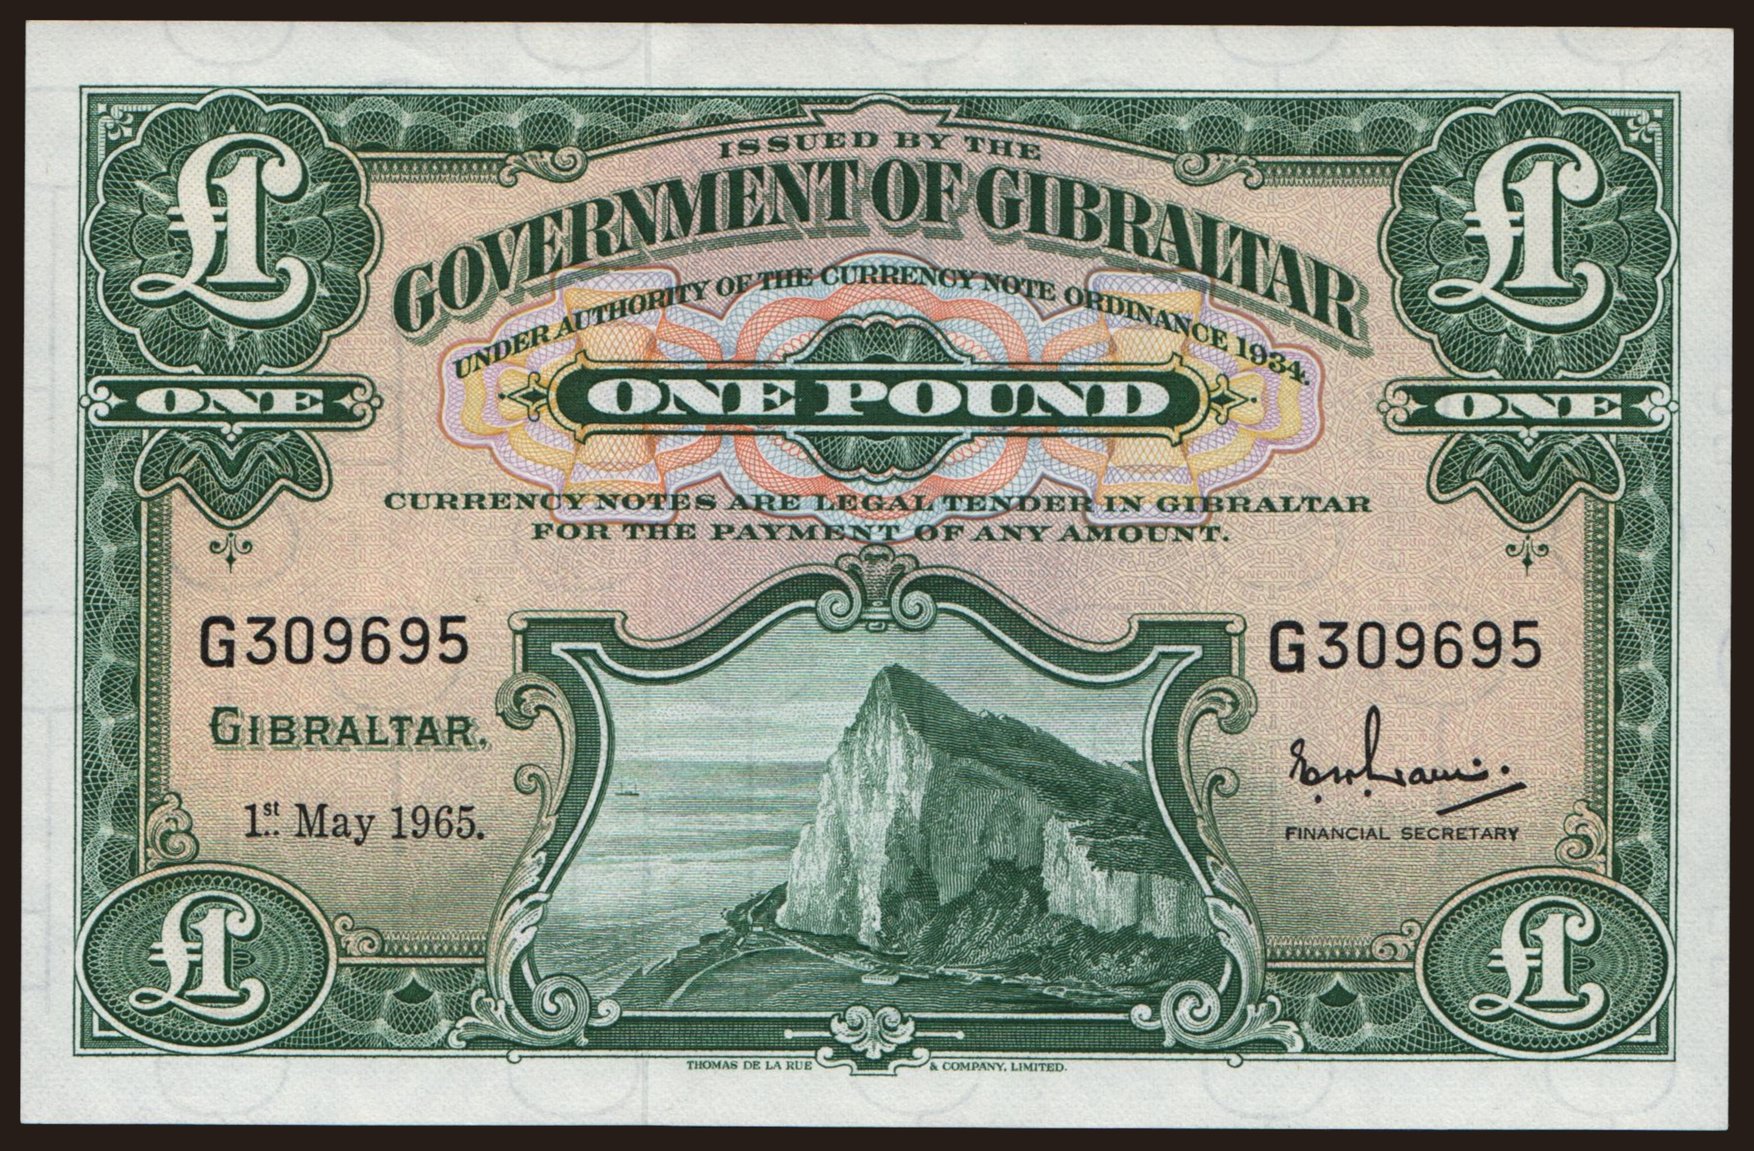 ISSUED BY THE
GOVERNMENT OF GIBRALTAR
UNDER AUTHORITY OF THE CURRENCY NOTE ORDINANCE 1934.
£1
£1
ONE
ONE POUND
ONE
CURRENCY NOTES ARE LEGAL TENDER IN GIBRALTAR
FOR THE PAYMENT OF ANY AMOUNT.
G309695
G309695
GIBRALTAR.
1st May 1965.
FINANCIAL SECRETARY
£1
£1
THOMAS DE LA RUE & COMPANY, LIMITED.